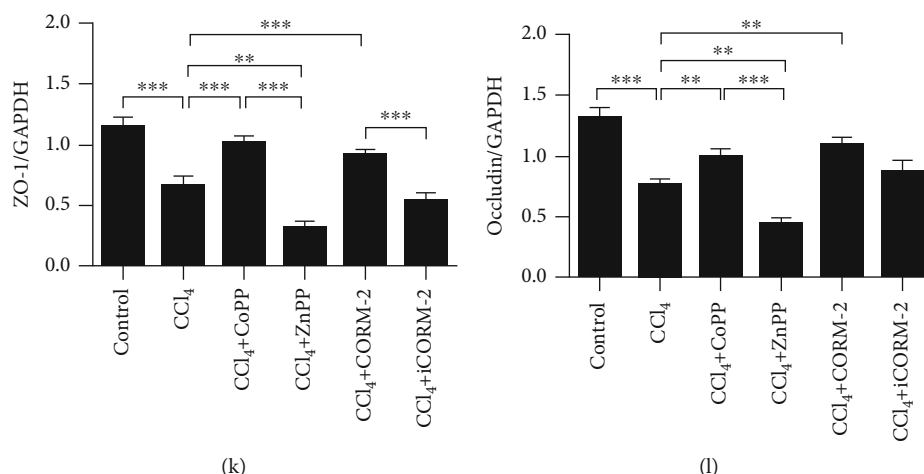 2.0
1.5
1.0
0.5
0.0
ZO-1/GAPDH
***
**
***
***
***
***
Control
CCl4
CCl4+CoPP
CCl4+ZnPP
CCl4+CORM-2
CCl4+iCORM-2
(k)
2.0
1.5
1.0
0.5
0.0
Occludin/GAPDH
**
**
***
**
***
Control
CCl4
CCl4+CoPP
CCl4+ZnPP
CCl4+CORM-2
CCl4+iCORM-2
(l)